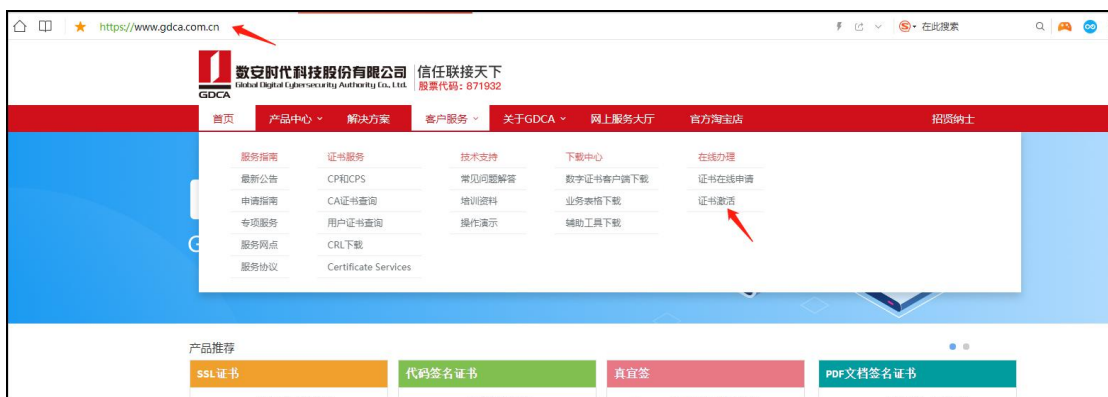 https://www.gdca.com.cn
在此搜索
数安时代科技股份有限公司
Global Digital Cybersecurity Authority Co., Ltd.
GDCA
信任联接天下
股票代码: 871932
首页 产品中心 解决方案 客户服务 关于GDCA 网上服务大厅 官方淘宝店 招贤纳士
服务指南 证书服务 技术支持 下载中心 在线办理
最新公告 CP和CPS 常见问题解答 数字证书客户端下载 证书在线申请
申请指南 CA证书查询 培训资料 业务表格下载 证书激活
专项服务 用户证书查询 操作演示 辅助工具下载
服务网点 CRL下载
服务协议 Certificate Services
产品推荐
SSL证书 代码签名证书 真宜签 PDF文档签名证书